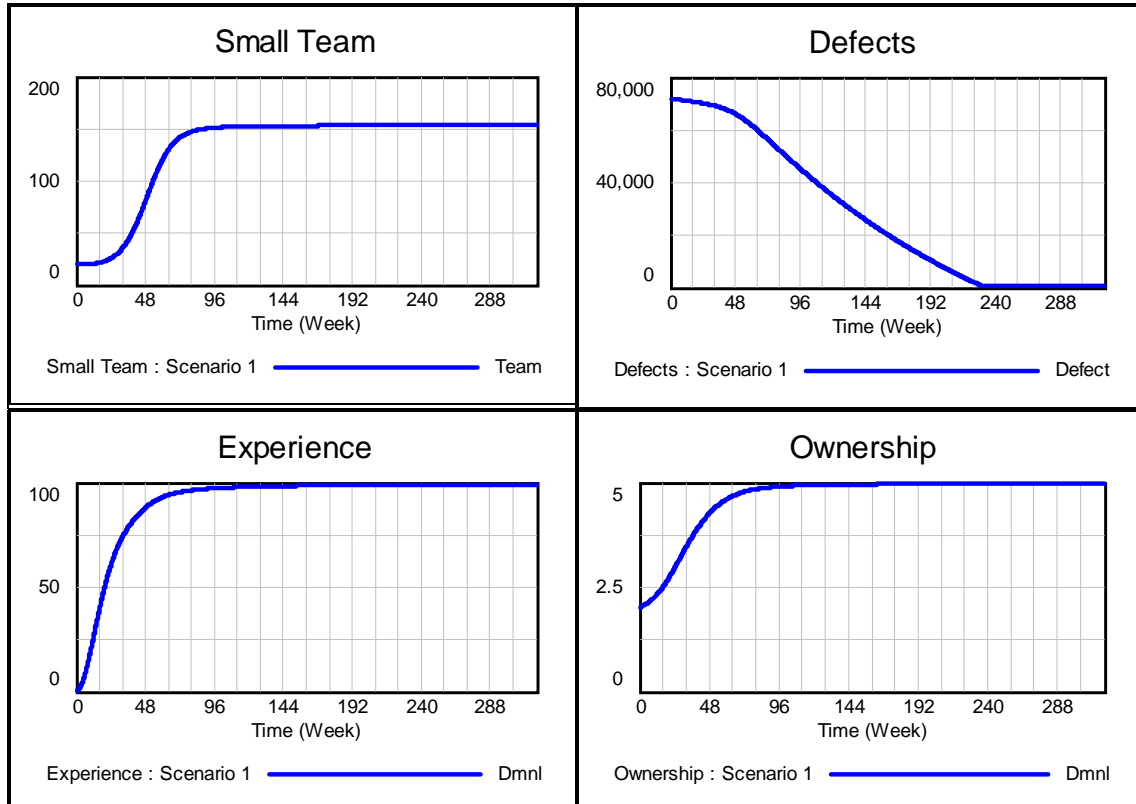 Small Team
200
100
0
0 48 96 144 192 240 288
Time (Week)
Small Team : Scenario 1 Team
Defects
80,000
40,000
0
0 48 96 144 192 240 288
Time (Week)
Defects : Scenario 1 Defect
Experience
100
50
0
0 48 96 144 192 240 288
Time (Week)
Experience : Scenario 1 Dmnl
Ownership
5
2.5
0
0 48 96 144 192 240 288
Time (Week)
Ownership : Scenario 1 Dmnl